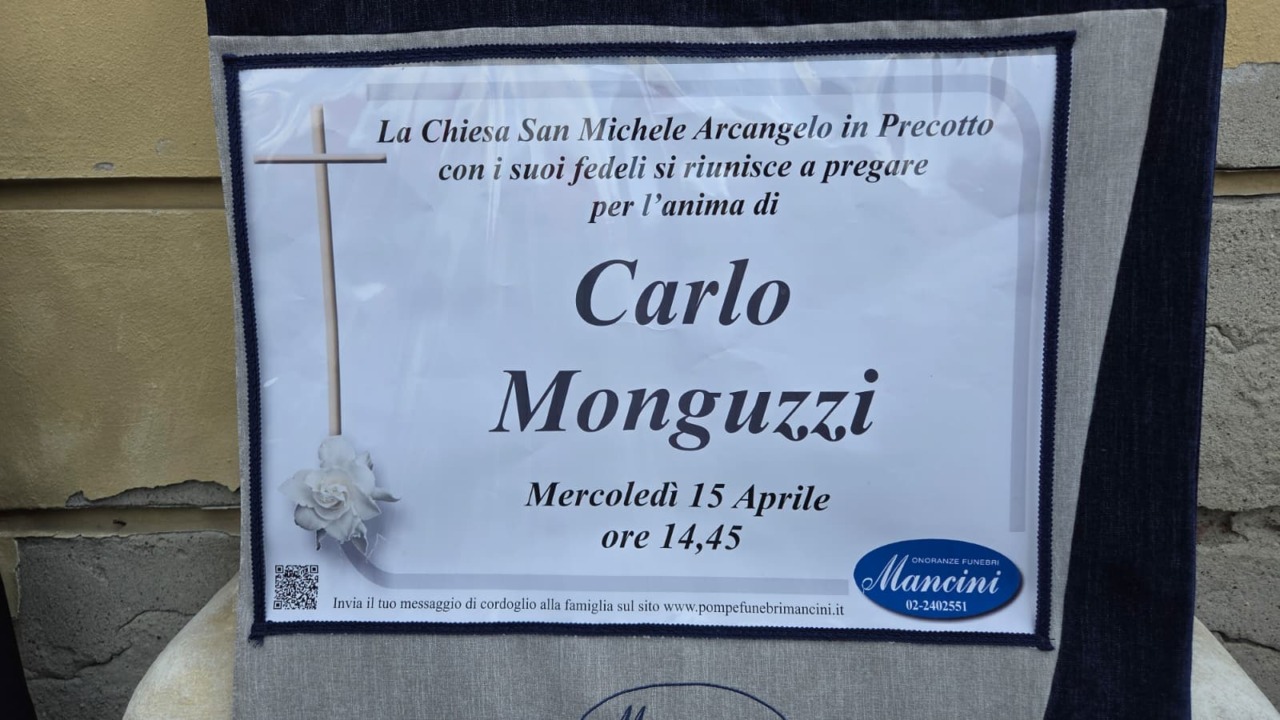 La Chiesa San Michele Arcangelo in Precotto
con i suoi fedeli si riunisce a pregare
per l'anima di
Carlo
Monguzzi
Mercoledì 15 Aprile
ore 14,45
Invia il tuo messaggio di cordoglio alla famiglia sul sito www.pompefunebrimancini.it
ONORANZE FUNEBRI
Mancini
02-2402551